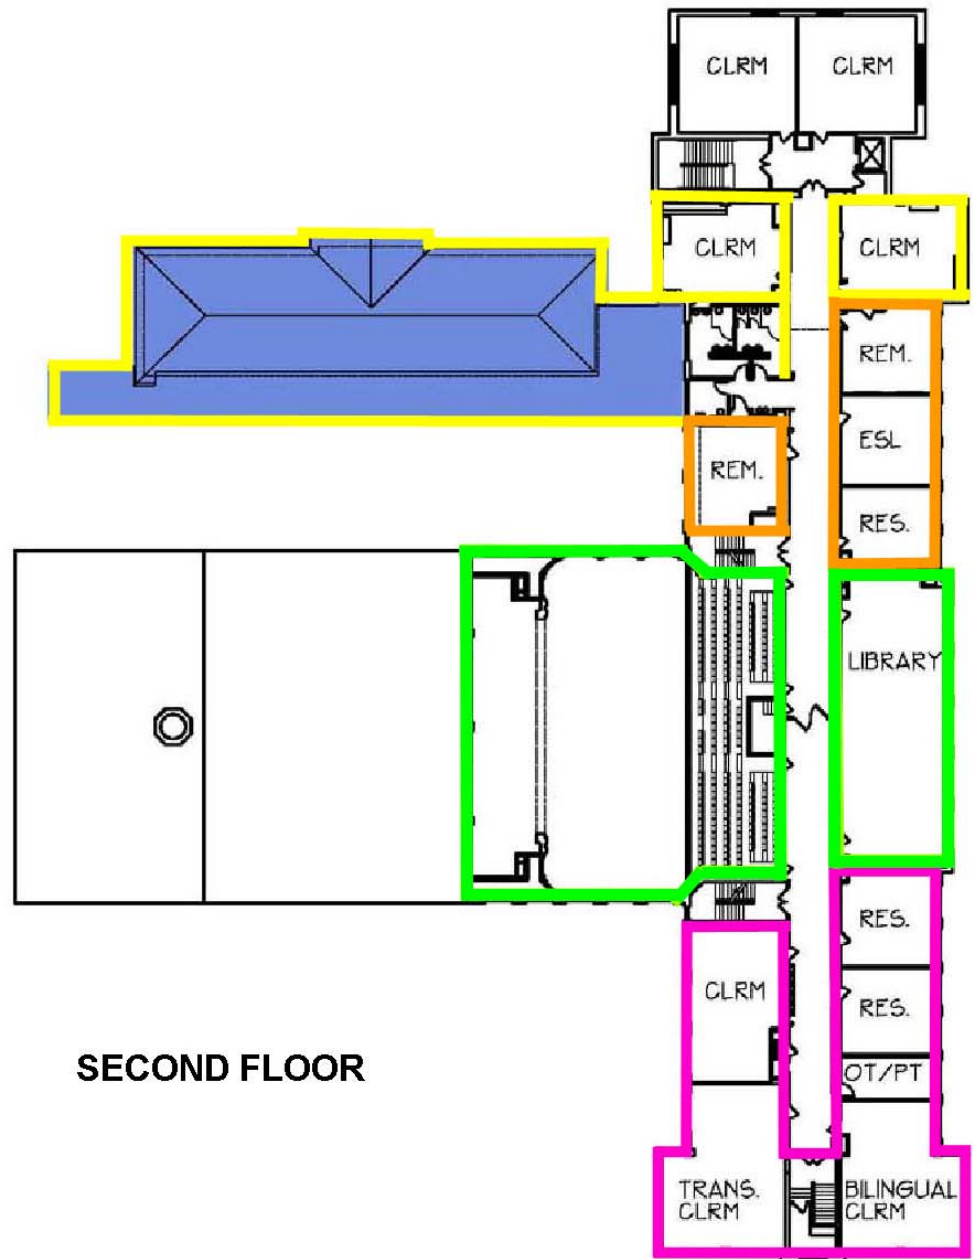 CLRM
CLRM
CLRM
CLRM
REM.
ESL
REM.
RES.
LIBRARY
RES.
CLRM
RES.
OT/PT
SECOND FLOOR
TRANS.
CLRM
BILINGUAL
CLRM